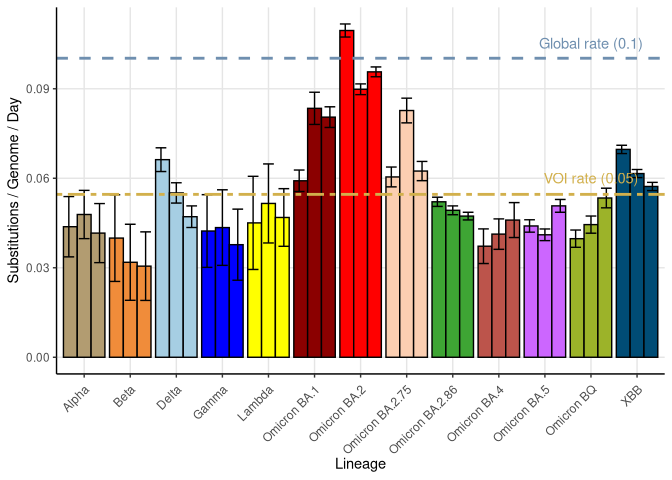 Global rate (0.1)
VOI rate (0.05)
Substitutions / Genome / Day
0.09
0.06
0.03
0.00
Alpha
Beta
Delta
Gamma
Lambda
Omicron BA.1
Omicron BA.2
Omicron BA.2.75
Omicron BA.2.86
Omicron BA.4
Omicron BA.5
Omicron BQ
XBB
Lineage